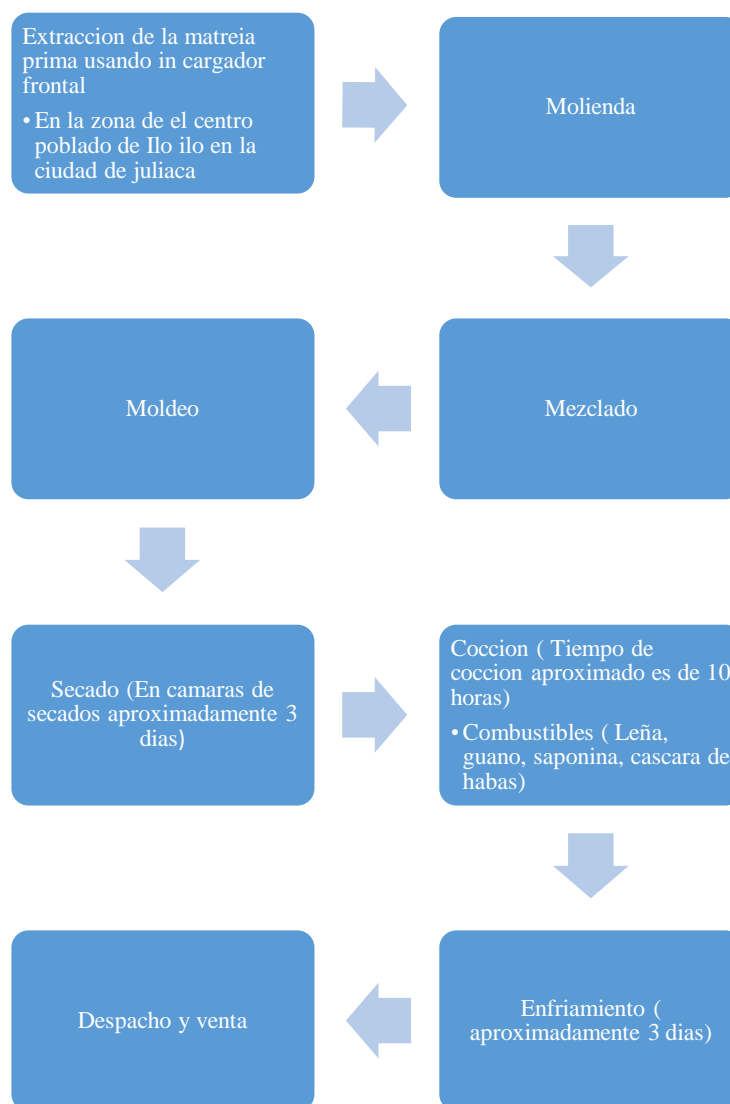 Extraccion de la matreia
prima usando in cargador
frontal
• En la zona de el centro
poblado de Ilo ilo en la
ciudad de juliaca
Molienda
Mezclado
Moldeo
Secado (En camaras de
secados aproximadamente 3
dias)
Coccion ( Tiempo de
coccion aproximado es de 10
horas)
• Combustibles ( Leña,
guano, saponina, cascara de
habas)
Enfriamiento (
aproximadamente 3 dias)
Despacho y venta